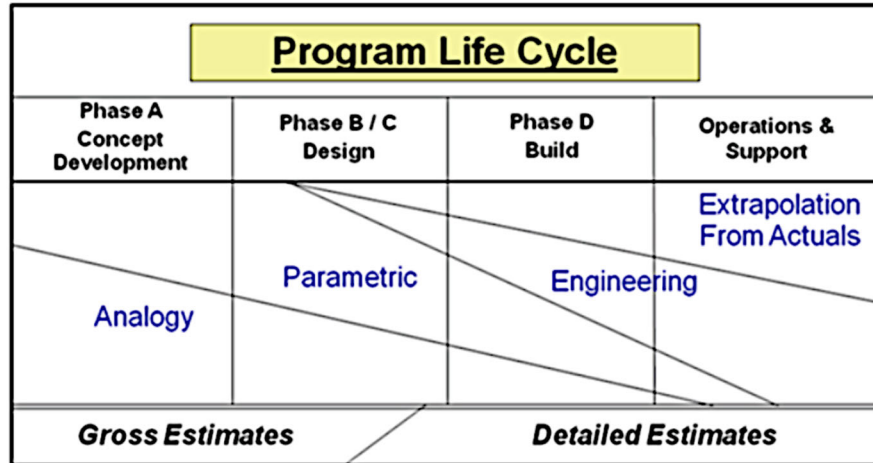 Program Life Cycle
Phase A
Concept
Development
Phase B / C
Design
Phase D
Build
Operations &
Support
Extrapolation
From Actuals
Parametric
Engineering
Analogy
Gross Estimates
Detailed Estimates